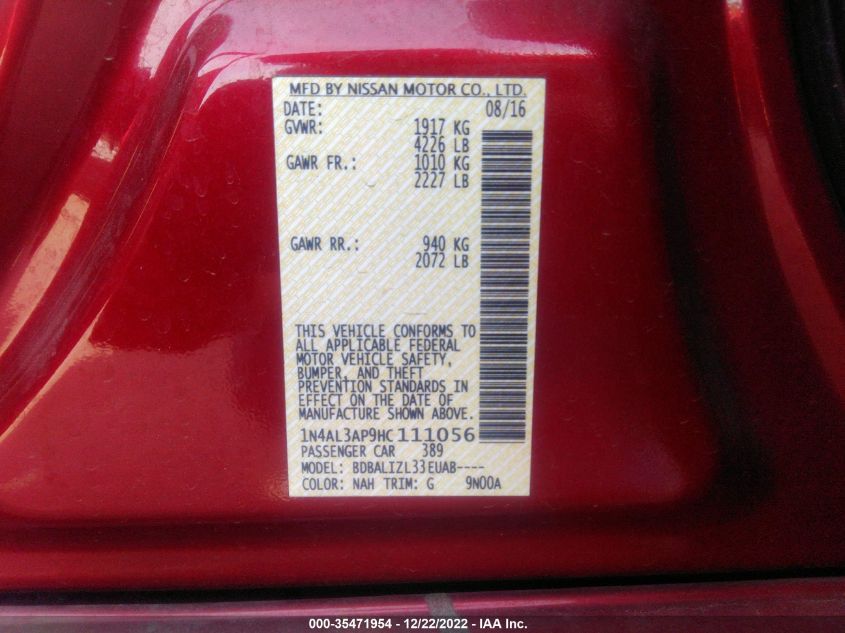 MFD BY NISSAN MOTOR CO., LTD.
DATE: 08/16
GVWR: 1917 KG
4226 LB
GAWR FR.: 1010 KG
2227 LB
GAWR RR.: 940 KG
2072 LB
THIS VEHICLE CONFORMS TO
ALL APPLICABLE FEDERAL
MOTOR VEHICLE SAFETY,
BUMPER, AND THEFT
PREVENTION STANDARDS IN
EFFECT ON THE DATE OF
MANUFACTURE SHOWN ABOVE.
1N4AL3AP9HC111056
PASSENGER CAR 389
MODEL: BDBALIZL33EUAB----
COLOR: NAH TRIM: G 9N00A
000-35471954 - 12/22/2022 - IAA Inc.